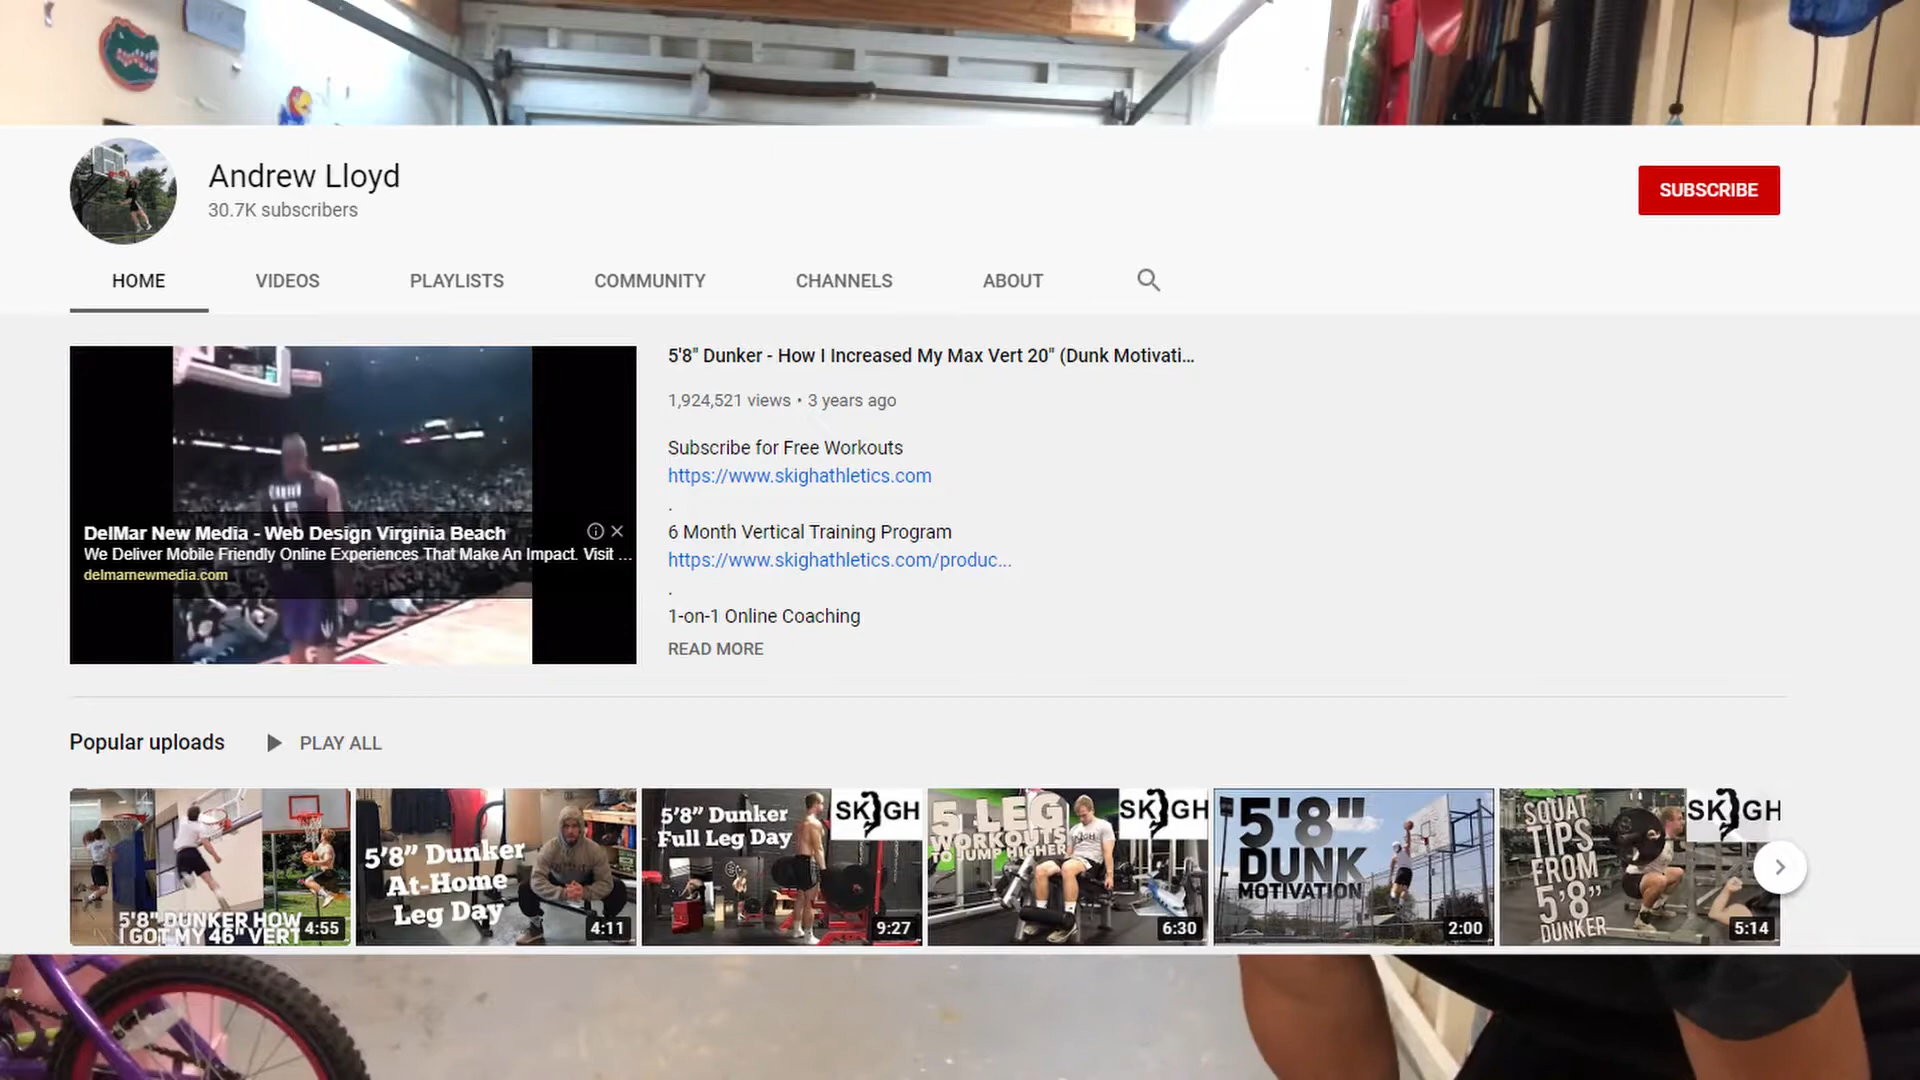 Andrew Lloyd
30.7K subscribers
SUBSCRIBE
HOME
VIDEOS
PLAYLISTS
COMMUNITY
CHANNELS
ABOUT
5'8" Dunker - How I Increased My Max Vert 20" (Dunk Motivati...
1,924,521 views • 3 years ago
Subscribe for Free Workouts
https://www.skighathletics.com
.
6 Month Vertical Training Program
https://www.skighathletics.com/produc...
.
1-on-1 Online Coaching
READ MORE
CARTER
15
DelMar New Media - Web Design Virginia Beach
We Deliver Mobile Friendly Online Experiences That Make An Impact. Visit ...
delmarnewmedia.com
Popular uploads
PLAY ALL
5'8" DUNKER HOW
I GOT MY 46" VERT
4:55
5'8" Dunker
At-Home
Leg Day
4:11
5'8" Dunker
Full Leg Day
SKIGH
9:27
5 LEG
WORKOUTS
TO JUMP HIGHER
SKIGH
6:30
5'8"
DUNK
MOTIVATION
2:00
SQUAT
TIPS
FROM
5'8"
DUNKER
SKIGH
5:14